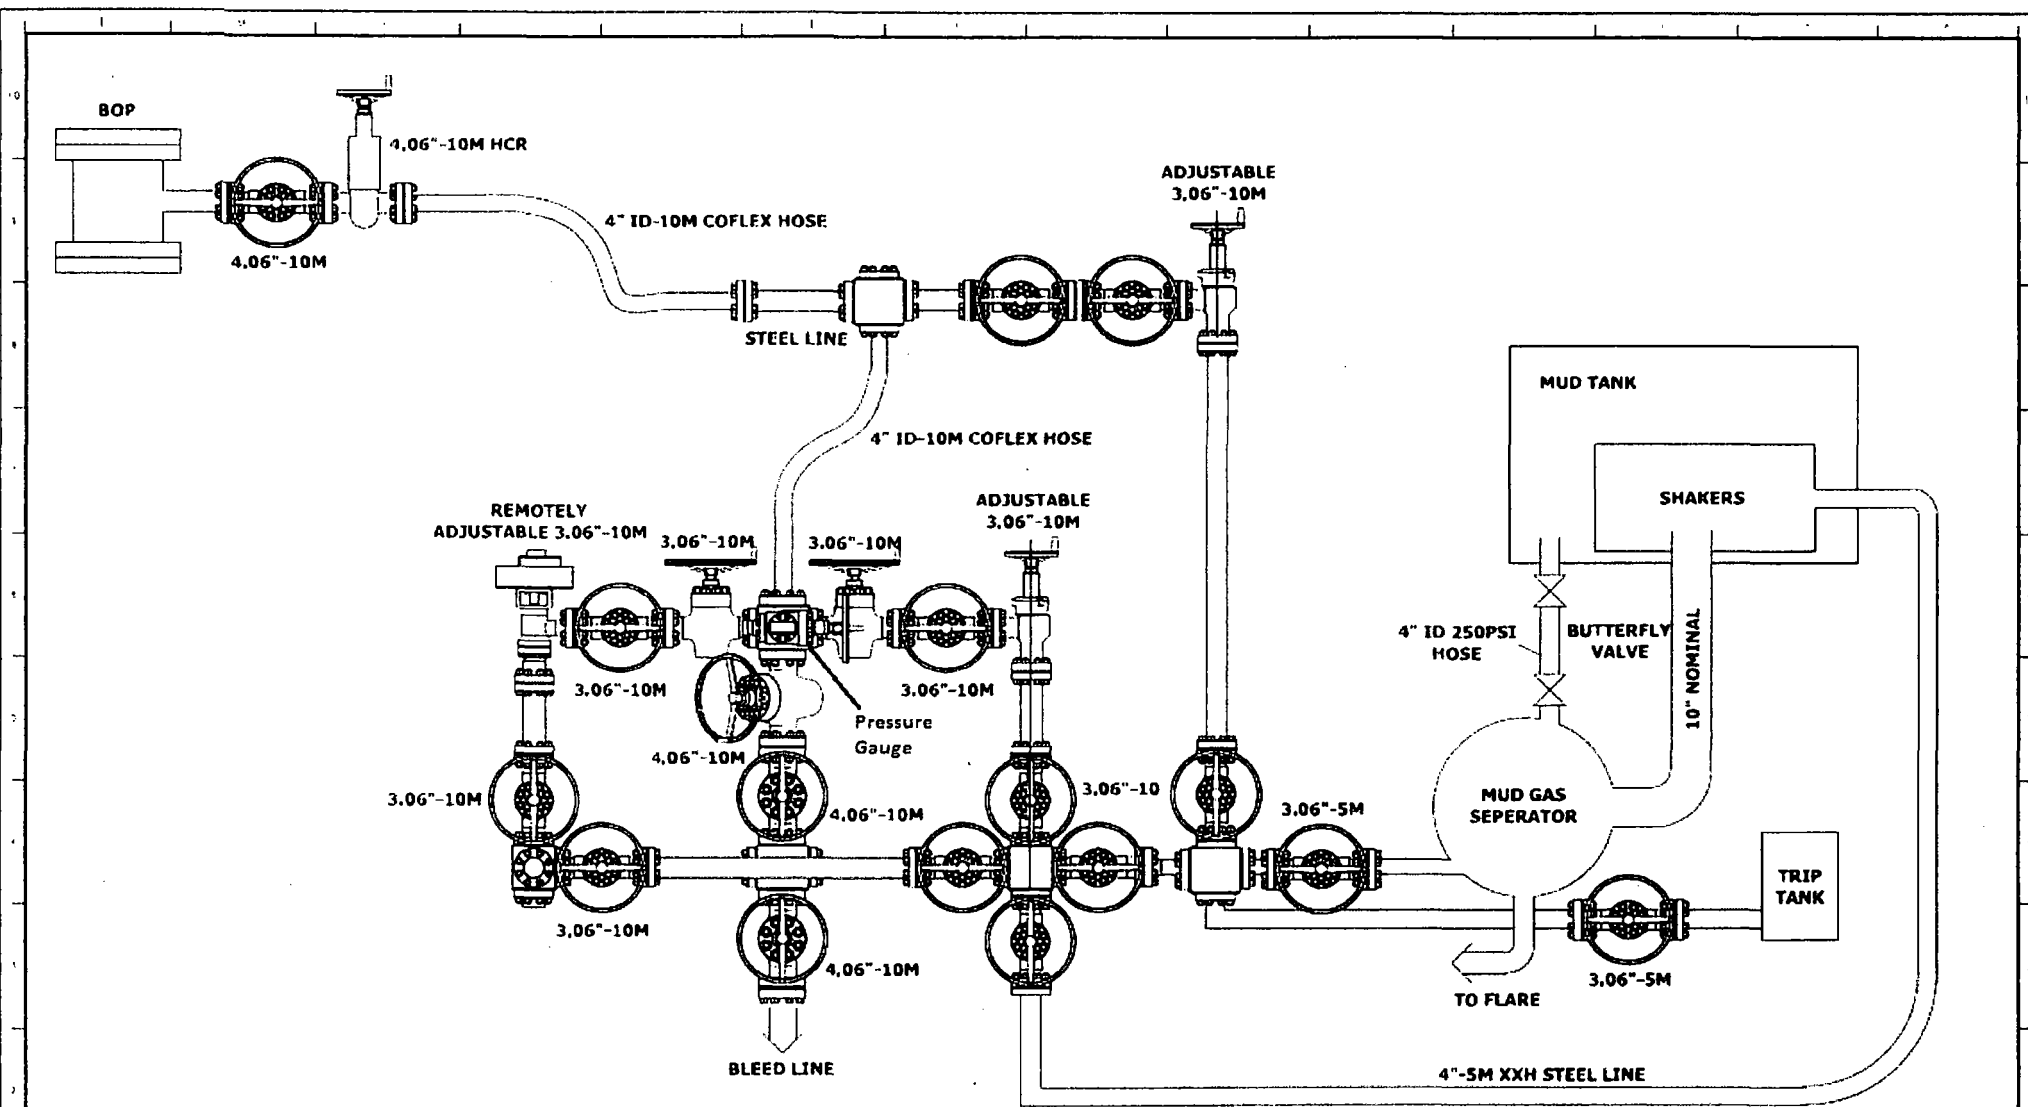 BOP
4.06"-10M HCR
4.06"-10M
4" ID-10M COFLEX HOSE
ADJUSTABLE
3.06"-10M
STEEL LINE
4" ID-10M COFLEX HOSE
MUD TANK
SHAKERS
REMOTELY
ADJUSTABLE 3.06"-10M
3.06"-10M
3.06"-10M
ADJUSTABLE
3.06"-10M
4" ID 250PSI
HOSE
BUTTERFLY
VALVE
10" NOMINAL
3.06"-10M
3.06"-10M
Pressure
Gauge
4.06"-10M
3.06"-10M
4.06"-10M
3.06"-10
3.06"-5M
MUD GAS
SEPERATOR
TRIP
TANK
3.06"-10M
4.06"-10M
3.06"-5M
TO FLARE
BLEED LINE
4"-5M XXH STEEL LINE